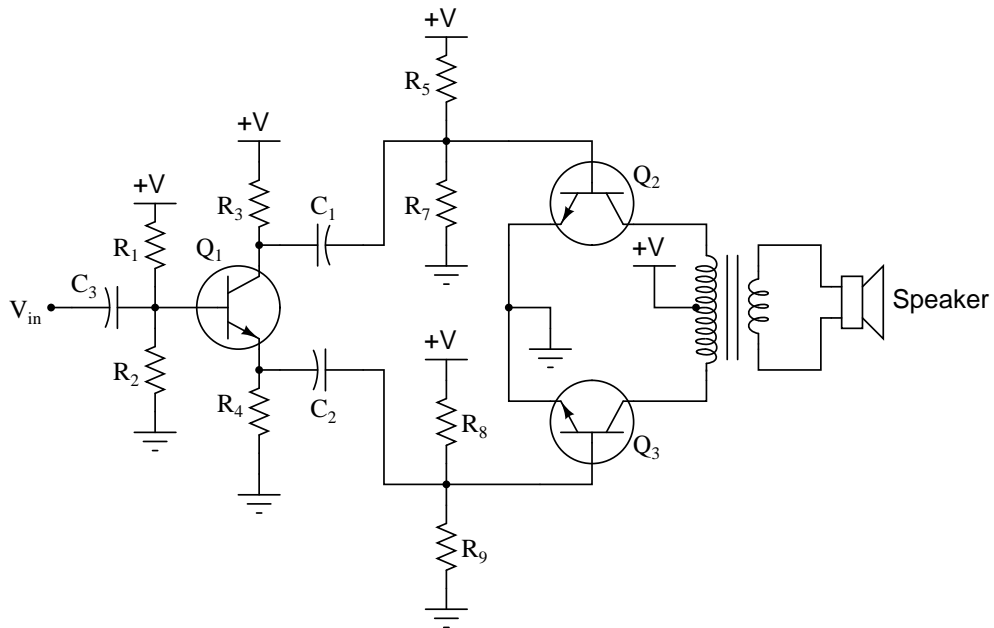 +V
R5
+V
+V
R3
C1
R7
Q2
R1
Q1
+V
C3
Vin
Speaker
R2
+V
R4
C2
R8
Q3
R9